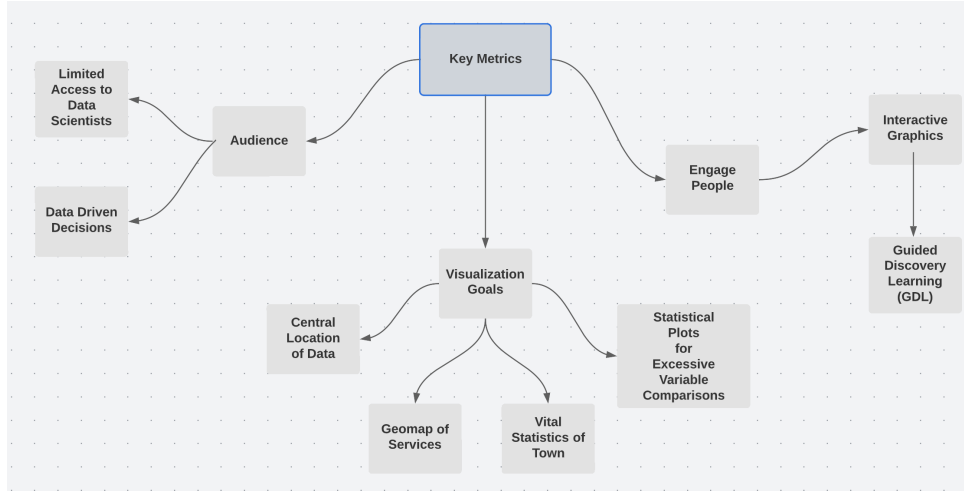 Key Metrics
Limited
Access to
Data
Scientists
Audience
Interactive
Graphics
Engage
People
Data Driven
Decisions
Guided
Discovery
Learning
(GDL)
Visualization
Goals
Central
Location
of Data
Statistical
Plots
for
Excessive
Variable
Comparisons
Geomap of
Services
Vital
Statistics of
Town